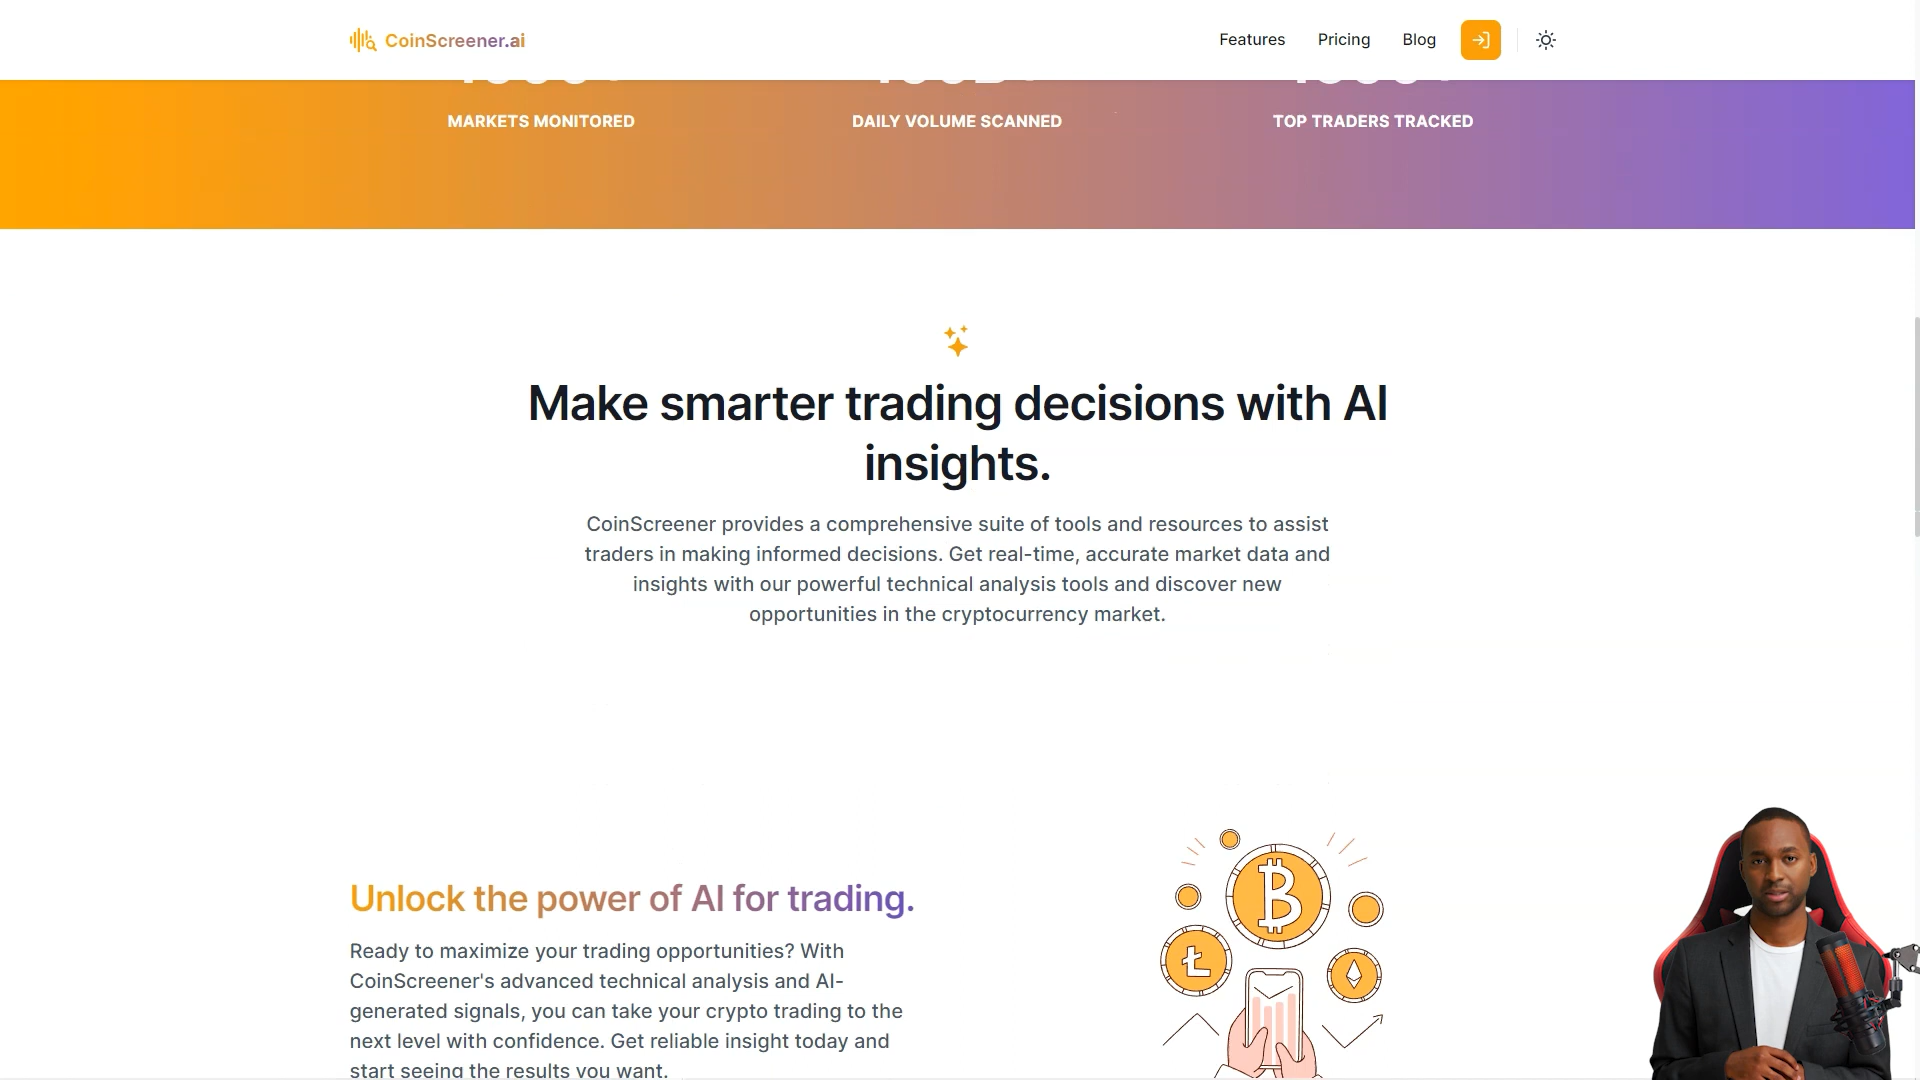 CoinScreener.ai
Features
Pricing
Blog
MARKETS MONITORED
DAILY VOLUME SCANNED
TOP TRADERS TRACKED
Make smarter trading decisions with AI
insights.
CoinScreener provides a comprehensive suite of tools and resources to assist
traders in making informed decisions. Get real-time, accurate market data and
insights with our powerful technical analysis tools and discover new
opportunities in the cryptocurrency market.
Unlock the power of AI for trading.
Ready to maximize your trading opportunities? With
CoinScreener's advanced technical analysis and AI-
generated signals, you can take your crypto trading to the
next level with confidence. Get reliable insight today and
start seeing the results you want.